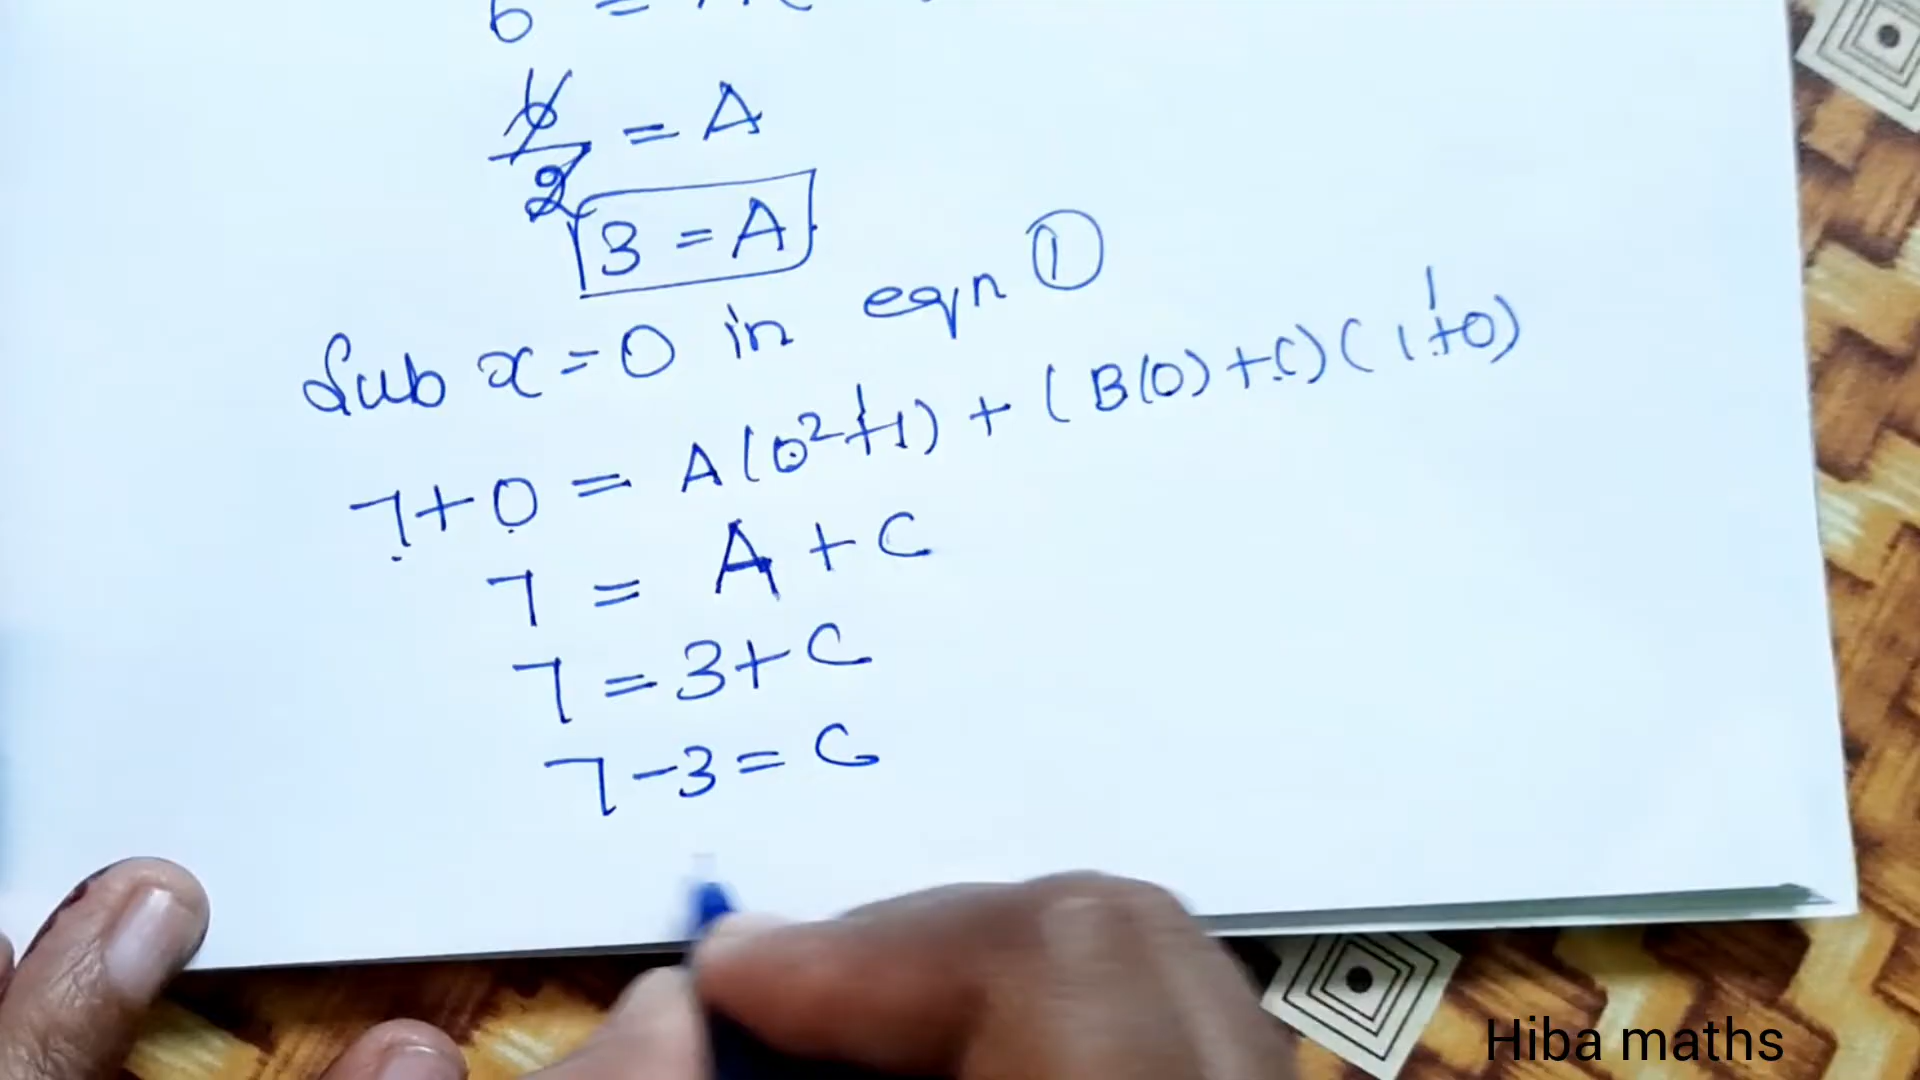 6 =
6/2 = A
3 = A
Sub x = 0 in eqn ①
7+0 = A(0²+1) + (B(0)+C)(1+0)
7 = A + C
7 = 3+C
7-3 = C
Hiba maths